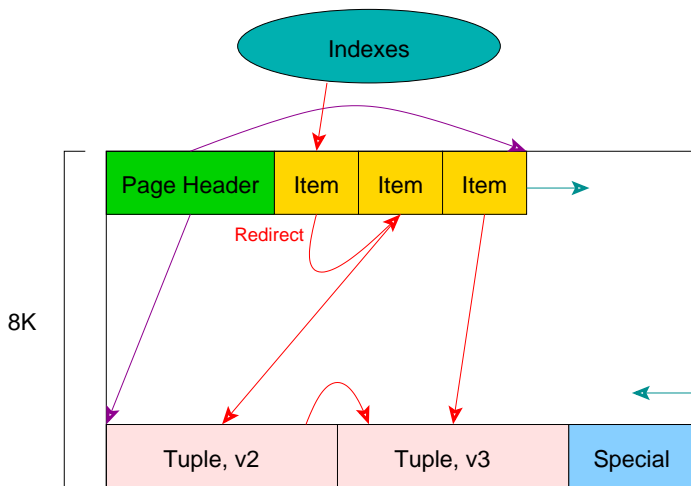 Indexes
Page Header Item Item Item
Redirect
8K
Tuple, v2 Tuple, v3 Special